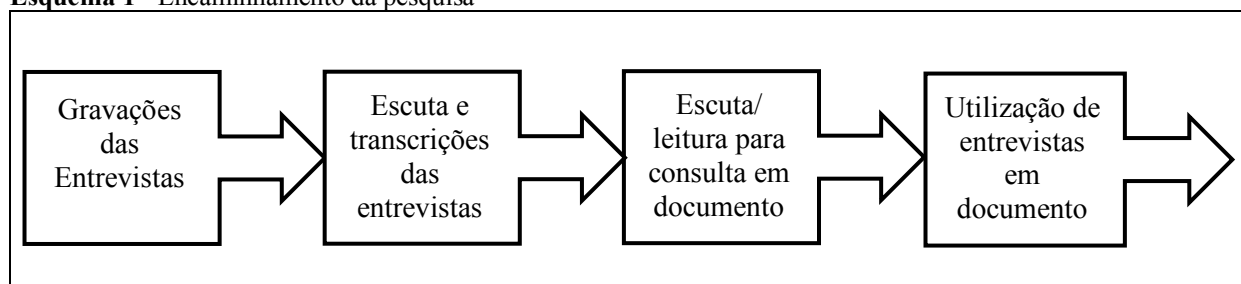 Esquema 1 - Encaminhamento da pesquisa
Gravações
das
Entrevistas
Escuta e
transcrições
das
entrevistas
Escuta/
leitura para
consulta em
documento
Utilização de
entrevistas
em
documento